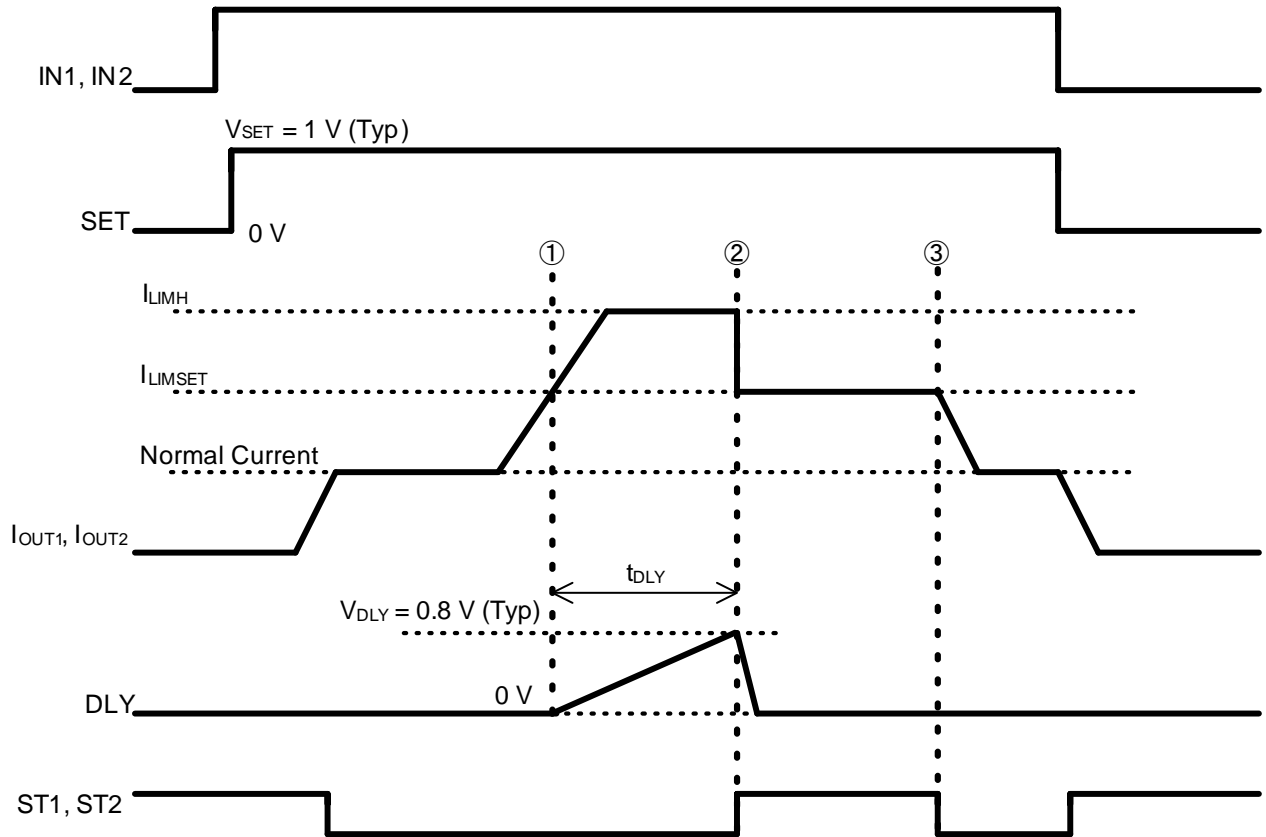 IN1, IN2
VSET = 1 V (Typ)
SET
0 V
① ② ③
ILIMH
ILIMSET
Normal Current
IOUT1, IOUT2
tDLY
VDLY = 0.8 V (Typ)
0 V
DLY
ST1, ST2